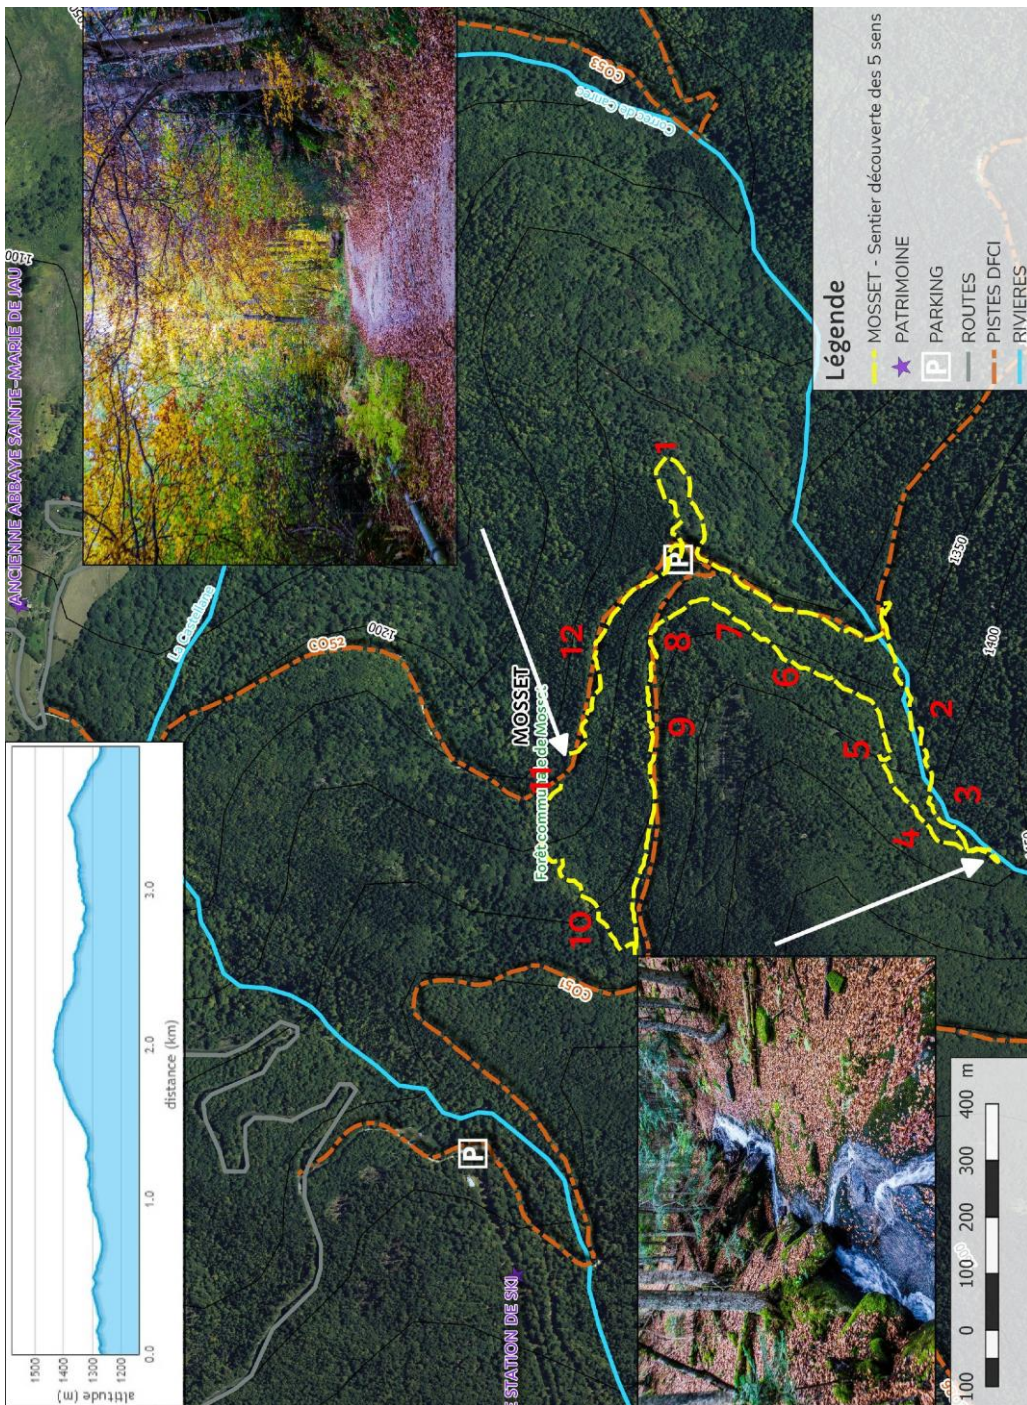 altitude (m)
1500
1400
1300
1200
0.0
1.0
2.0
3.0
distance (km)
ANCIENNE ABBAYE SAINTE-MARIE DE JAU
1100
La Castellane
CO52
1200
MOSSET
Forêt communale de Mosset
CO53
Correc de Canrec
STATION DE SKI
P
CO51
P
1
2
3
4
5
6
7
8
9
10
11
12
1350
1400
100 0 100 200 300 400 m
Légende
MOSSET - Sentier découverte des 5 sens
PATRIMOINE
P PARKING
ROUTES
PISTES DFCI
RIVIERES